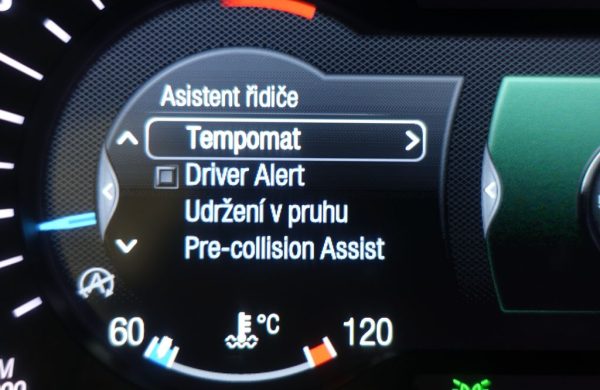 Asistent řidiče
Tempomat
Driver Alert
Udržení v pruhu
Pre-collision Assist
A
60 °C 120